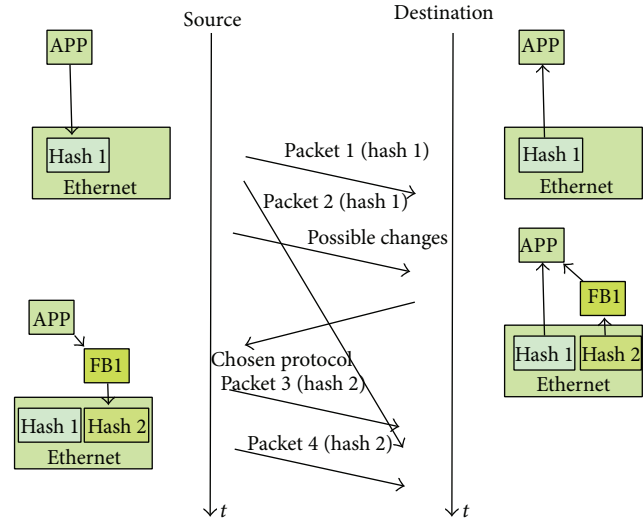 Source
Destination
APP
Hash 1
Ethernet
APP
Hash 1
Ethernet
Packet 1 (hash 1)
Packet 2 (hash 1)
Possible changes
Chosen protocol
Packet 3 (hash 2)
Packet 4 (hash 2)
APP
FB1
Hash 1
Hash 2
Ethernet
APP
FB1
Hash 1
Hash 2
Ethernet
t
t